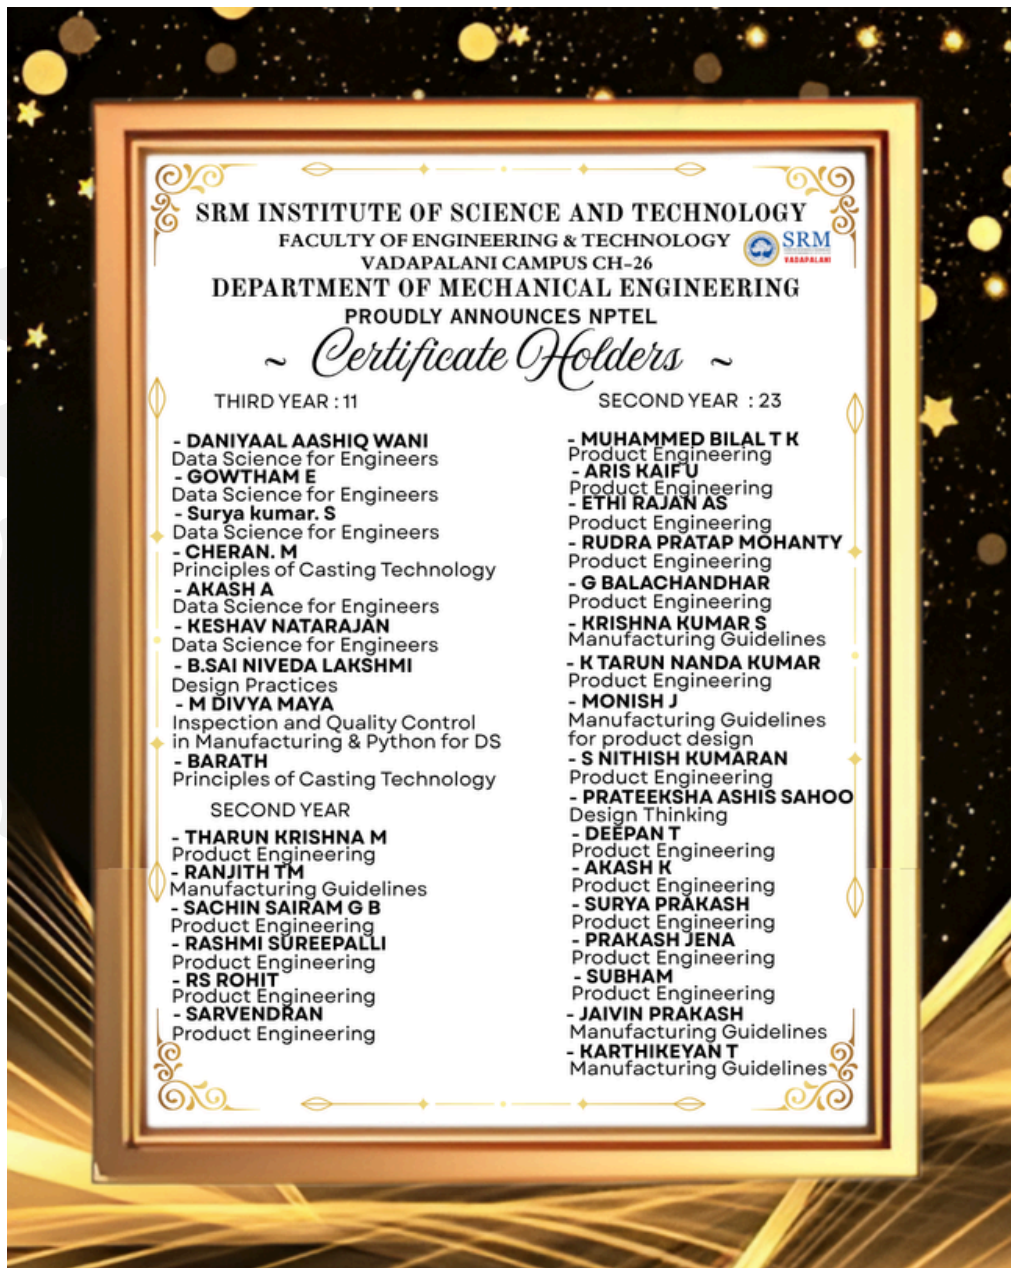 SRM INSTITUTE OF SCIENCE AND TECHNOLOGY
FACULTY OF ENGINEERING & TECHNOLOGY
VADAPALANI CAMPUS CH-26
SRM
VADAPALANI
DEPARTMENT OF MECHANICAL ENGINEERING
PROUDLY ANNOUNCES NPTEL
~ Certificate Holders ~
THIRD YEAR : 11
- DANIYAAL AASHIQ WANI
Data Science for Engineers
- GOWTHAM E
Data Science for Engineers
- Surya kumar. S
Data Science for Engineers
- CHERAN. M
Principles of Casting Technology
- AKASH A
Data Science for Engineers
- KESHAV NATARAJAN
Data Science for Engineers
- B.SAI NIVEDA LAKSHMI
Design Practices
- M DIVYA MAYA
Inspection and Quality Control
in Manufacturing & Python for DS
- BARATH
Principles of Casting Technology
SECOND YEAR
- THARUN KRISHNA M
Product Engineering
- RANJITH TM
Manufacturing Guidelines
- SACHIN SAIRAM G B
Product Engineering
- RASHMI SUREEPALLI
Product Engineering
- RS ROHIT
Product Engineering
- SARVENDRAN
Product Engineering
SECOND YEAR : 23
- MUHAMMED BILAL T K
Product Engineering
- ARIS KAIF U
Product Engineering
- ETHI RAJAN AS
Product Engineering
- RUDRA PRATAP MOHANTY
Product Engineering
- G BALACHANDHAR
Product Engineering
- KRISHNA KUMAR S
Manufacturing Guidelines
- K TARUN NANDA KUMAR
Product Engineering
- MONISH J
Manufacturing Guidelines
for product design
- S NITHISH KUMARAN
Product Engineering
- PRATEEKSHA ASHIS SAHOO
Design Thinking
- DEEPAN T
Product Engineering
- AKASH K
Product Engineering
- SURYA PRAKASH
Product Engineering
- PRAKASH JENA
Product Engineering
- SUBHAM
Product Engineering
- JAIVIN PRAKASH
Manufacturing Guidelines
- KARTHIKEYAN T
Manufacturing Guidelines